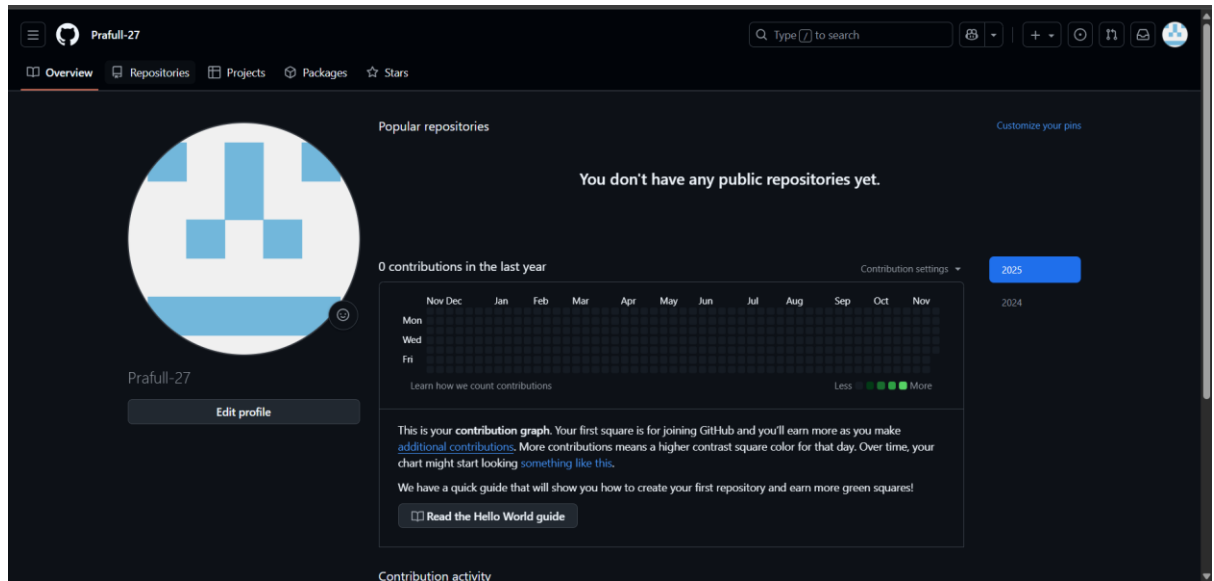 Prafull-27
Type / to search
Overview
Repositories
Projects
Packages
Stars
Popular repositories
Customize your pins
You don't have any public repositories yet.
0 contributions in the last year
Contribution settings
2025
2024
Nov Dec Jan Feb Mar Apr May Jun Jul Aug Sep Oct Nov
Mon
Wed
Fri
Learn how we count contributions
Less More
Prafull-27
Edit profile
This is your contribution graph. Your first square is for joining GitHub and you'll earn more as you make
additional contributions. More contributions means a higher contrast square color for that day. Over time, your
chart might start looking something like this.
We have a quick guide that will show you how to create your first repository and earn more green squares!
Read the Hello World guide
Contribution activity